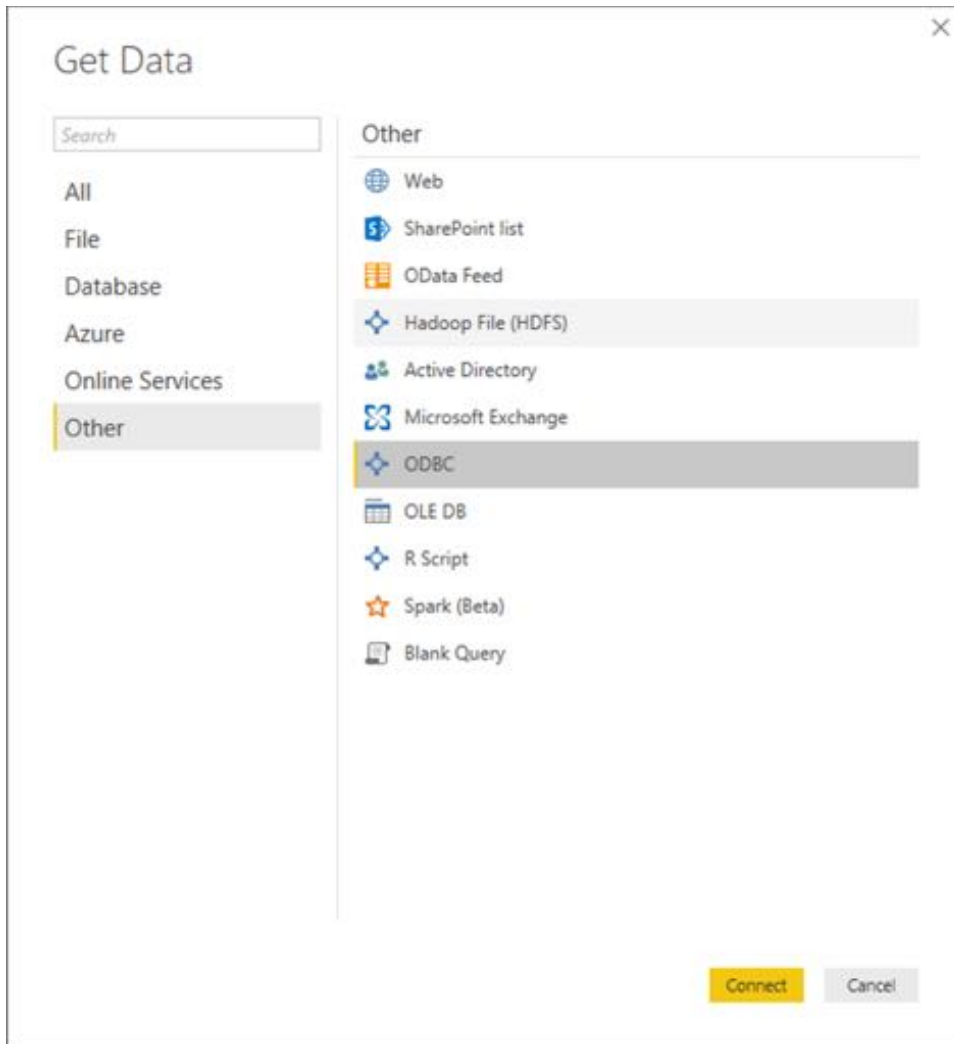 Get Data
Search
All
File
Database
Azure
Online Services
Other
Other
Web
SharePoint list
OData Feed
Hadoop File (HDFS)
Active Directory
Microsoft Exchange
ODBC
OLE DB
R Script
Spark (Beta)
Blank Query
Connect
Cancel